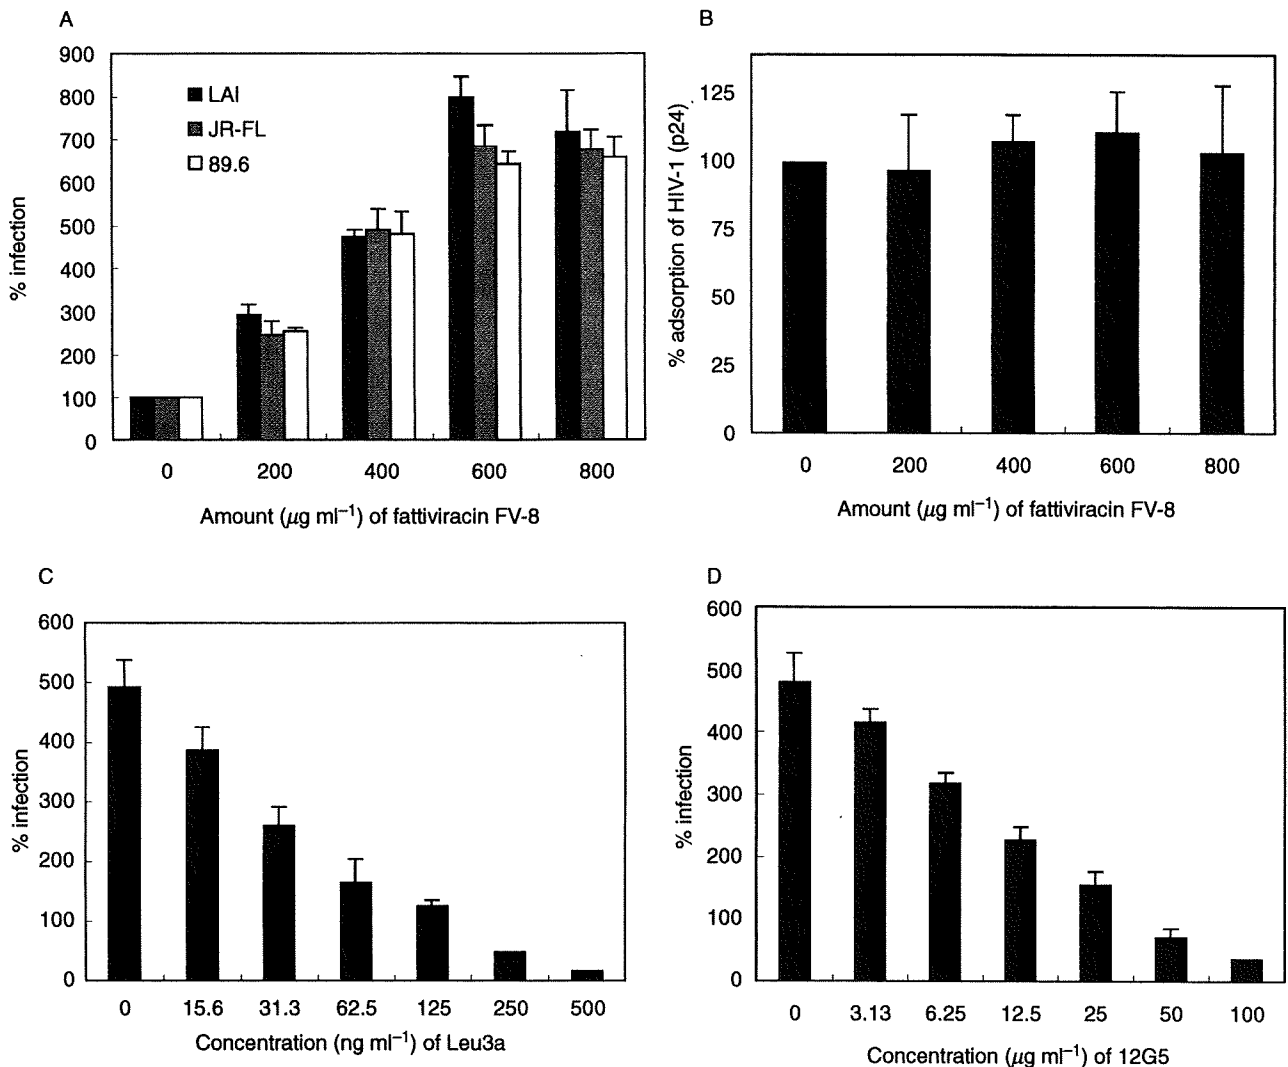 A
900
800
700
600
500
400
300
200
100
0
% infection
LAI
JR-FL
89.6
0 200 400 600 800
Amount (μg ml⁻¹) of fattiviracin FV-8
B
125
100
75
50
25
0
% adsorption of HIV-1 (p24)
0 200 400 600 800
Amount (μg ml⁻¹) of fattiviracin FV-8
C
600
500
400
300
200
100
0
% infection
0 15.6 31.3 62.5 125 250 500
Concentration (ng ml⁻¹) of Leu3a
D
600
500
400
300
200
100
0
% infection
0 3.13 6.25 12.5 25 50 100
Concentration (μg ml⁻¹) of 12G5